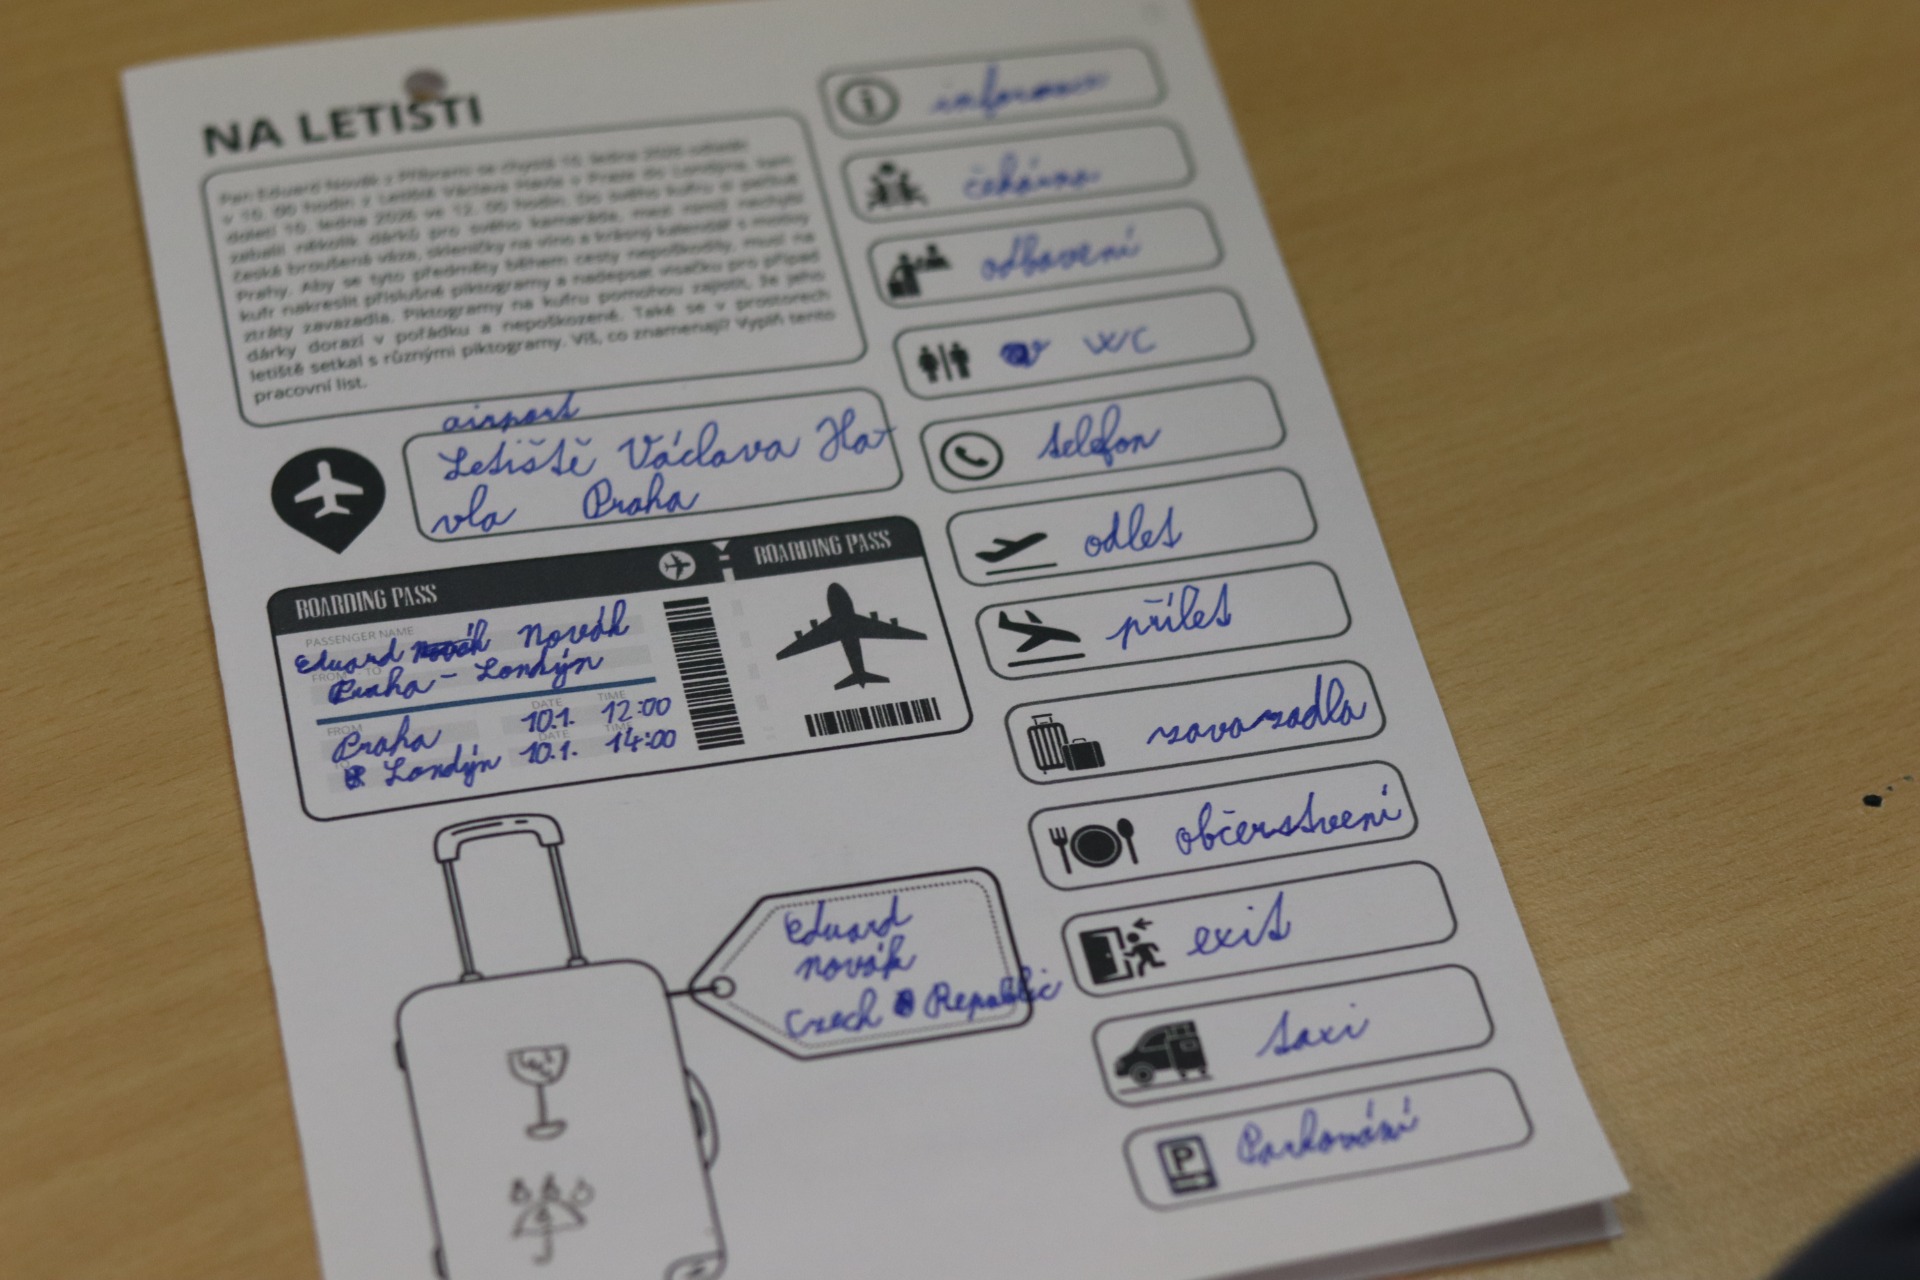 NA LETIŠTI
Pan Eduard Novák z Příbrami se chystá 10. ledna 2026 odletět
v 10. 00 hodin z Letiště Václava Havla v Praze do Londýna, kam
doletí 10. ledna 2026 ve 12. 00 hodin. Do svého kufru si pečlivě
zabalil několik dárků pro svého kamaráda, mezi nimiž nechybí
česká broušená váza, skleničky na víno a krásný kalendář s motivy
Prahy. Aby se tyto předměty během cesty nepoškodily, musí na
kufr nakreslit příslušné piktogramy a nadepsat visačku pro případ
ztráty zavazadla. Piktogramy na kufru pomohou zajistit, že jeho
dárky dorazí v pořádku a nepoškozené. Také se v prostorech
letiště setkal s různými piktogramy. Víš, co znamenají? Vyplň tento
pracovní list.
airport
Letiště Václava Ha-
vla Praha
BOARDING PASS
BOARDING PASS
PASSENGER NAME
Eduard Novák Novák
FROM - TO
Praha - Londýn
FROM DATE TIME
Praha 10.1. 12:00
TO DATE TIME
Londýn 10.1. 14:00
Eduard
Novák
Czech Republic
informace
čekárna
odbavení
WC
telefon
odlet
přílet
zavazadla
občerstvení
exit
taxi
P
Parkování